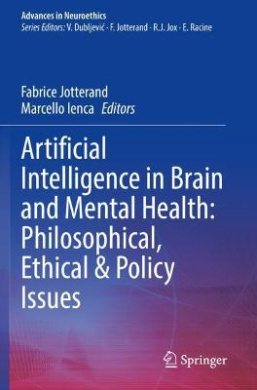 Advances in Neuroethics
Series Editors: V. Dubljević · F. Jotterand · R.J. Jox · E. Racine
Fabrice Jotterand
Marcello Ienca Editors
Artificial
Intelligence in Brain
and Mental Health:
Philosophical,
Ethical & Policy
Issues
Springer